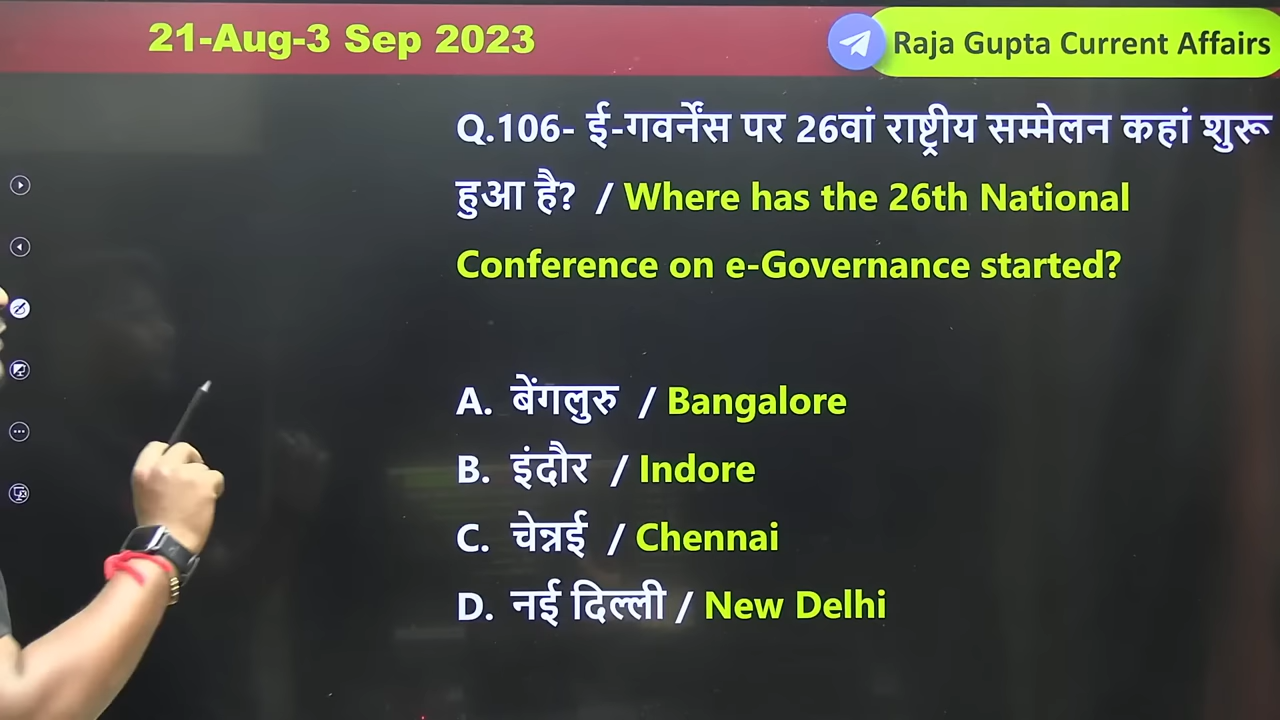 21-Aug-3 Sep 2023
Raja Gupta Current Affairs
Q.106- ई-गवर्नेंस पर 26वां राष्ट्रीय सम्मेलन कहां शुरू
हुआ है? / Where has the 26th National
Conference on e-Governance started?
A. बेंगलुरु / Bangalore
B. इंदौर / Indore
C. चेन्नई / Chennai
D. नई दिल्ली / New Delhi